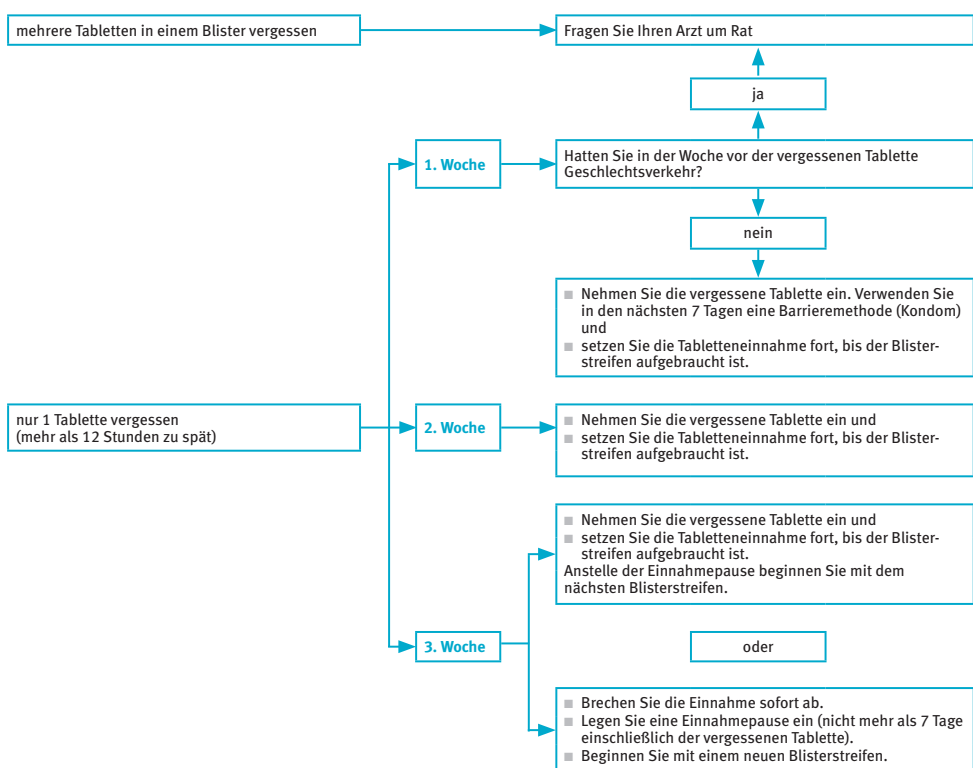 mehrere Tabletten in einem Blister vergessen
Fragen Sie Ihren Arzt um Rat
ja
1. Woche
Hatten Sie in der Woche vor der vergessenen Tablette
Geschlechtsverkehr?
nein
■ Nehmen Sie die vergessene Tablette ein. Verwenden Sie
in den nächsten 7 Tagen eine Barrieremethode (Kondom)
und
■ setzen Sie die Tabletteneinnahme fort, bis der Blister-
streifen aufgebraucht ist.
nur 1 Tablette vergessen
(mehr als 12 Stunden zu spät)
2. Woche
■ Nehmen Sie die vergessene Tablette ein und
■ setzen Sie die Tabletteneinnahme fort, bis der Blister-
streifen aufgebraucht ist.
■ Nehmen Sie die vergessene Tablette ein und
■ setzen Sie die Tabletteneinnahme fort, bis der Blister-
streifen aufgebraucht ist.
Anstelle der Einnahmepause beginnen Sie mit dem
nächsten Blisterstreifen.
3. Woche
oder
■ Brechen Sie die Einnahme sofort ab.
■ Legen Sie eine Einnahmepause ein (nicht mehr als 7 Tage
einschließlich der vergessenen Tablette).
■ Beginnen Sie mit einem neuen Blisterstreifen.